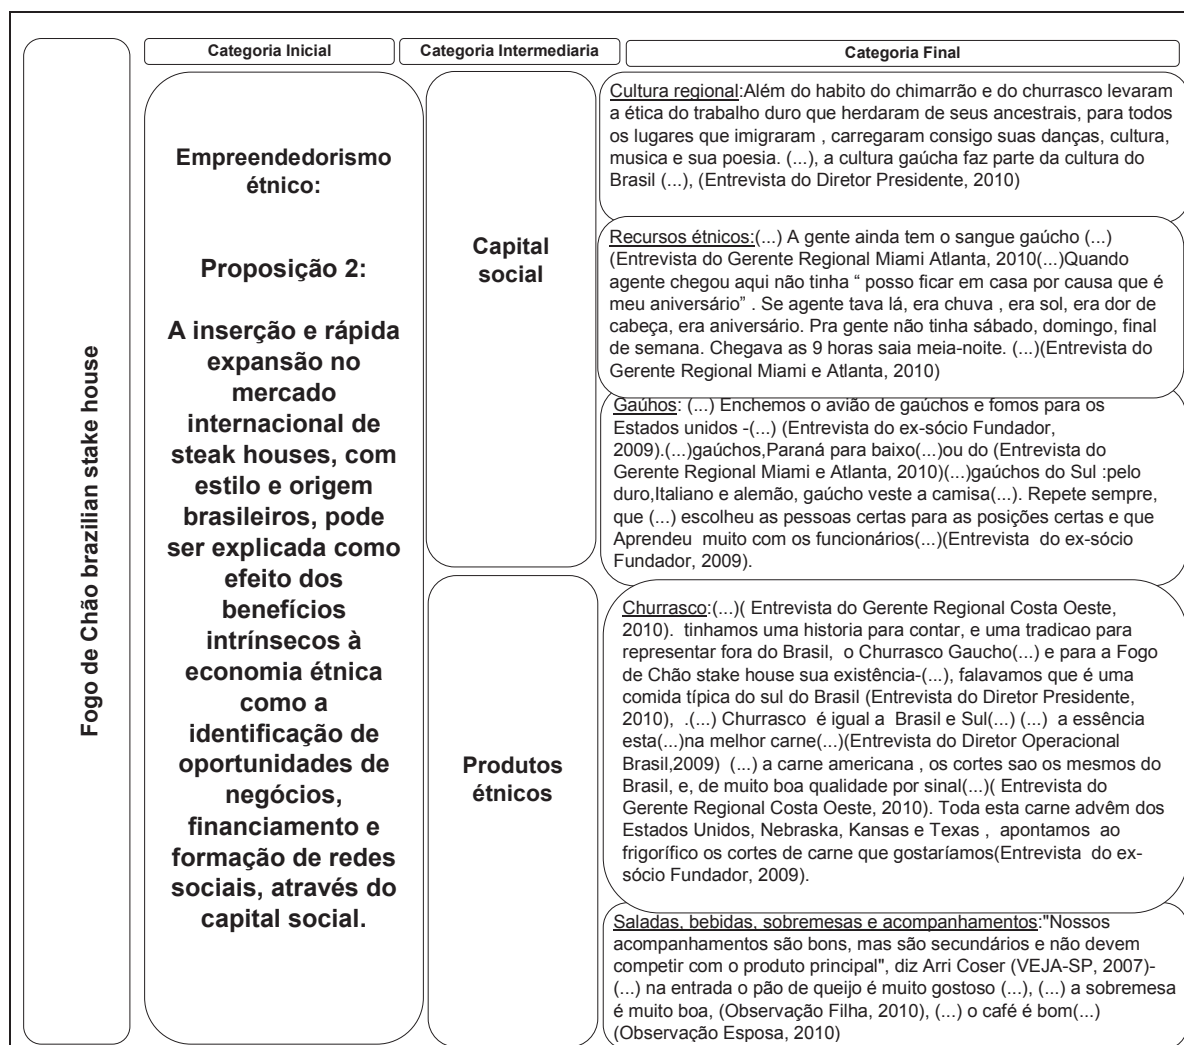 Categoria Inicial
Categoria Intermediaria
Categoria Final
Fogo de Chão brazilian stake house
Empreendedorismo
étnico:
Proposição 2:
A inserção e rápida
expansão no
mercado
internacional de
steak houses, com
estilo e origem
brasileiros, pode
ser explicada como
efeito dos
benefícios
intrínsecos à
economia étnica
como a
identificação de
oportunidades de
negócios,
financiamento e
formação de redes
sociais, através do
capital social.
Capital
social
Cultura regional:Além do habito do chimarrão e do churrasco levaram
a ética do trabalho duro que herdaram de seus ancestrais, para todos
os lugares que imigraram , carregaram consigo suas danças, cultura,
musica e sua poesia. (...), a cultura gaúcha faz parte da cultura do
Brasil (...), (Entrevista do Diretor Presidente, 2010)
Recursos étnicos:(...) A gente ainda tem o sangue gaúcho (...)
(Entrevista do Gerente Regional Miami Atlanta, 2010(...)Quando
agente chegou aqui não tinha “ posso ficar em casa por causa que é
meu aniversário” . Se agente tava lá, era chuva , era sol, era dor de
cabeça, era aniversário. Pra gente não tinha sábado, domingo, final
de semana. Chegava as 9 horas saia meia-noite. (...)(Entrevista do
Gerente Regional Miami e Atlanta, 2010)
Gaúhos: (...) Enchemos o avião de gaúchos e fomos para os
Estados unidos -(...) (Entrevista do ex-sócio Fundador,
2009).(...)gaúchos,Paraná para baixo(...)ou do (Entrevista do
Gerente Regional Miami e Atlanta, 2010)(...)gaúchos do Sul :pelo
duro,Italiano e alemão, gaúcho veste a camisa(...). Repete sempre,
que (...) escolheu as pessoas certas para as posições certas e que
Aprendeu muito com os funcionários(...)(Entrevista do ex-sócio
Fundador, 2009).
Produtos
étnicos
Churrasco:(...)( Entrevista do Gerente Regional Costa Oeste,
2010). tinhamos uma historia para contar, e uma tradicao para
representar fora do Brasil, o Churrasco Gaucho(...) e para a Fogo
de Chão stake house sua existência-(...), falavamos que é uma
comida típica do sul do Brasil (Entrevista do Diretor Presidente,
2010), .(...) Churrasco é igual a Brasil e Sul(...) (...) a essência
esta(...)na melhor carne(...)(Entrevista do Diretor Operacional
Brasil,2009) (...) a carne americana , os cortes sao os mesmos do
Brasil, e, de muito boa qualidade por sinal(...)( Entrevista do
Gerente Regional Costa Oeste, 2010). Toda esta carne advêm dos
Estados Unidos, Nebraska, Kansas e Texas , apontamos ao
frigorífico os cortes de carne que gostaríamos(Entrevista do ex-
sócio Fundador, 2009).
Saladas, bebidas, sobremesas e acompanhamentos:"Nossos
acompanhamentos são bons, mas são secundários e não devem
competir com o produto principal", diz Arri Coser (VEJA-SP, 2007)-
(...) na entrada o pão de queijo é muito gostoso (...), (...) a sobremesa
é muito boa, (Observação Filha, 2010), (...) o café é bom(...)
(Observação Esposa, 2010)